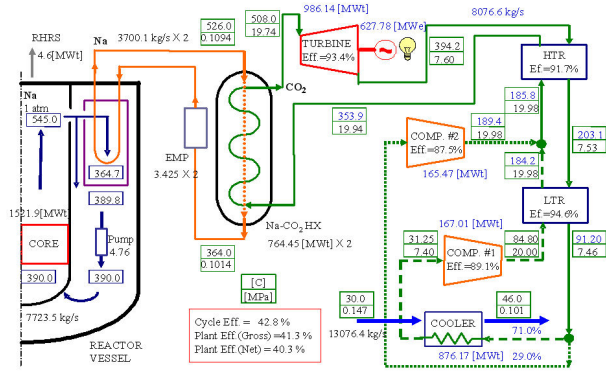 RHRS
4.6[MWt]
Na
3700.1 kg/s X 2
526.0
0.1094
508.0
19.74
986.14 [MWt]
627.78 [MWe]
TURBINE
Eff.=93.4%
394.2
7.60
8076.6 kg/s
HTR
Ef.=91.7%
Na
1 atm
545.0
CO2
353.9
19.94
185.8
19.98
COMP. #2
Eff.=87.5%
189.4
19.98
165.47 [MWt]
184.2
19.98
203.1
7.53
364.7
389.8
EMP
3.425 X 2
1521.9[MWt]
CORE
Pump
4.76
Na-CO2 HX
764.45 [MWt] X 2
LTR
Ef.=94.6%
167.01 [MWt]
31.25
7.40
COMP. #1
Eff.=89.1%
84.80
20.00
91.20
7.46
390.0
390.0
364.0
0.1014
[C]
[MPa]
30.0
0.147
46.0
0.101
7723.5 kg/s
REACTOR
VESSEL
Cycle Eff. = 42.8 %
Plant Eff.(Gross) =41.3 %
Plant Eff.(Net) = 40.3 %
13076.4 kg/s
COOLER
71.0%
876.17 [MWt]
29.0%